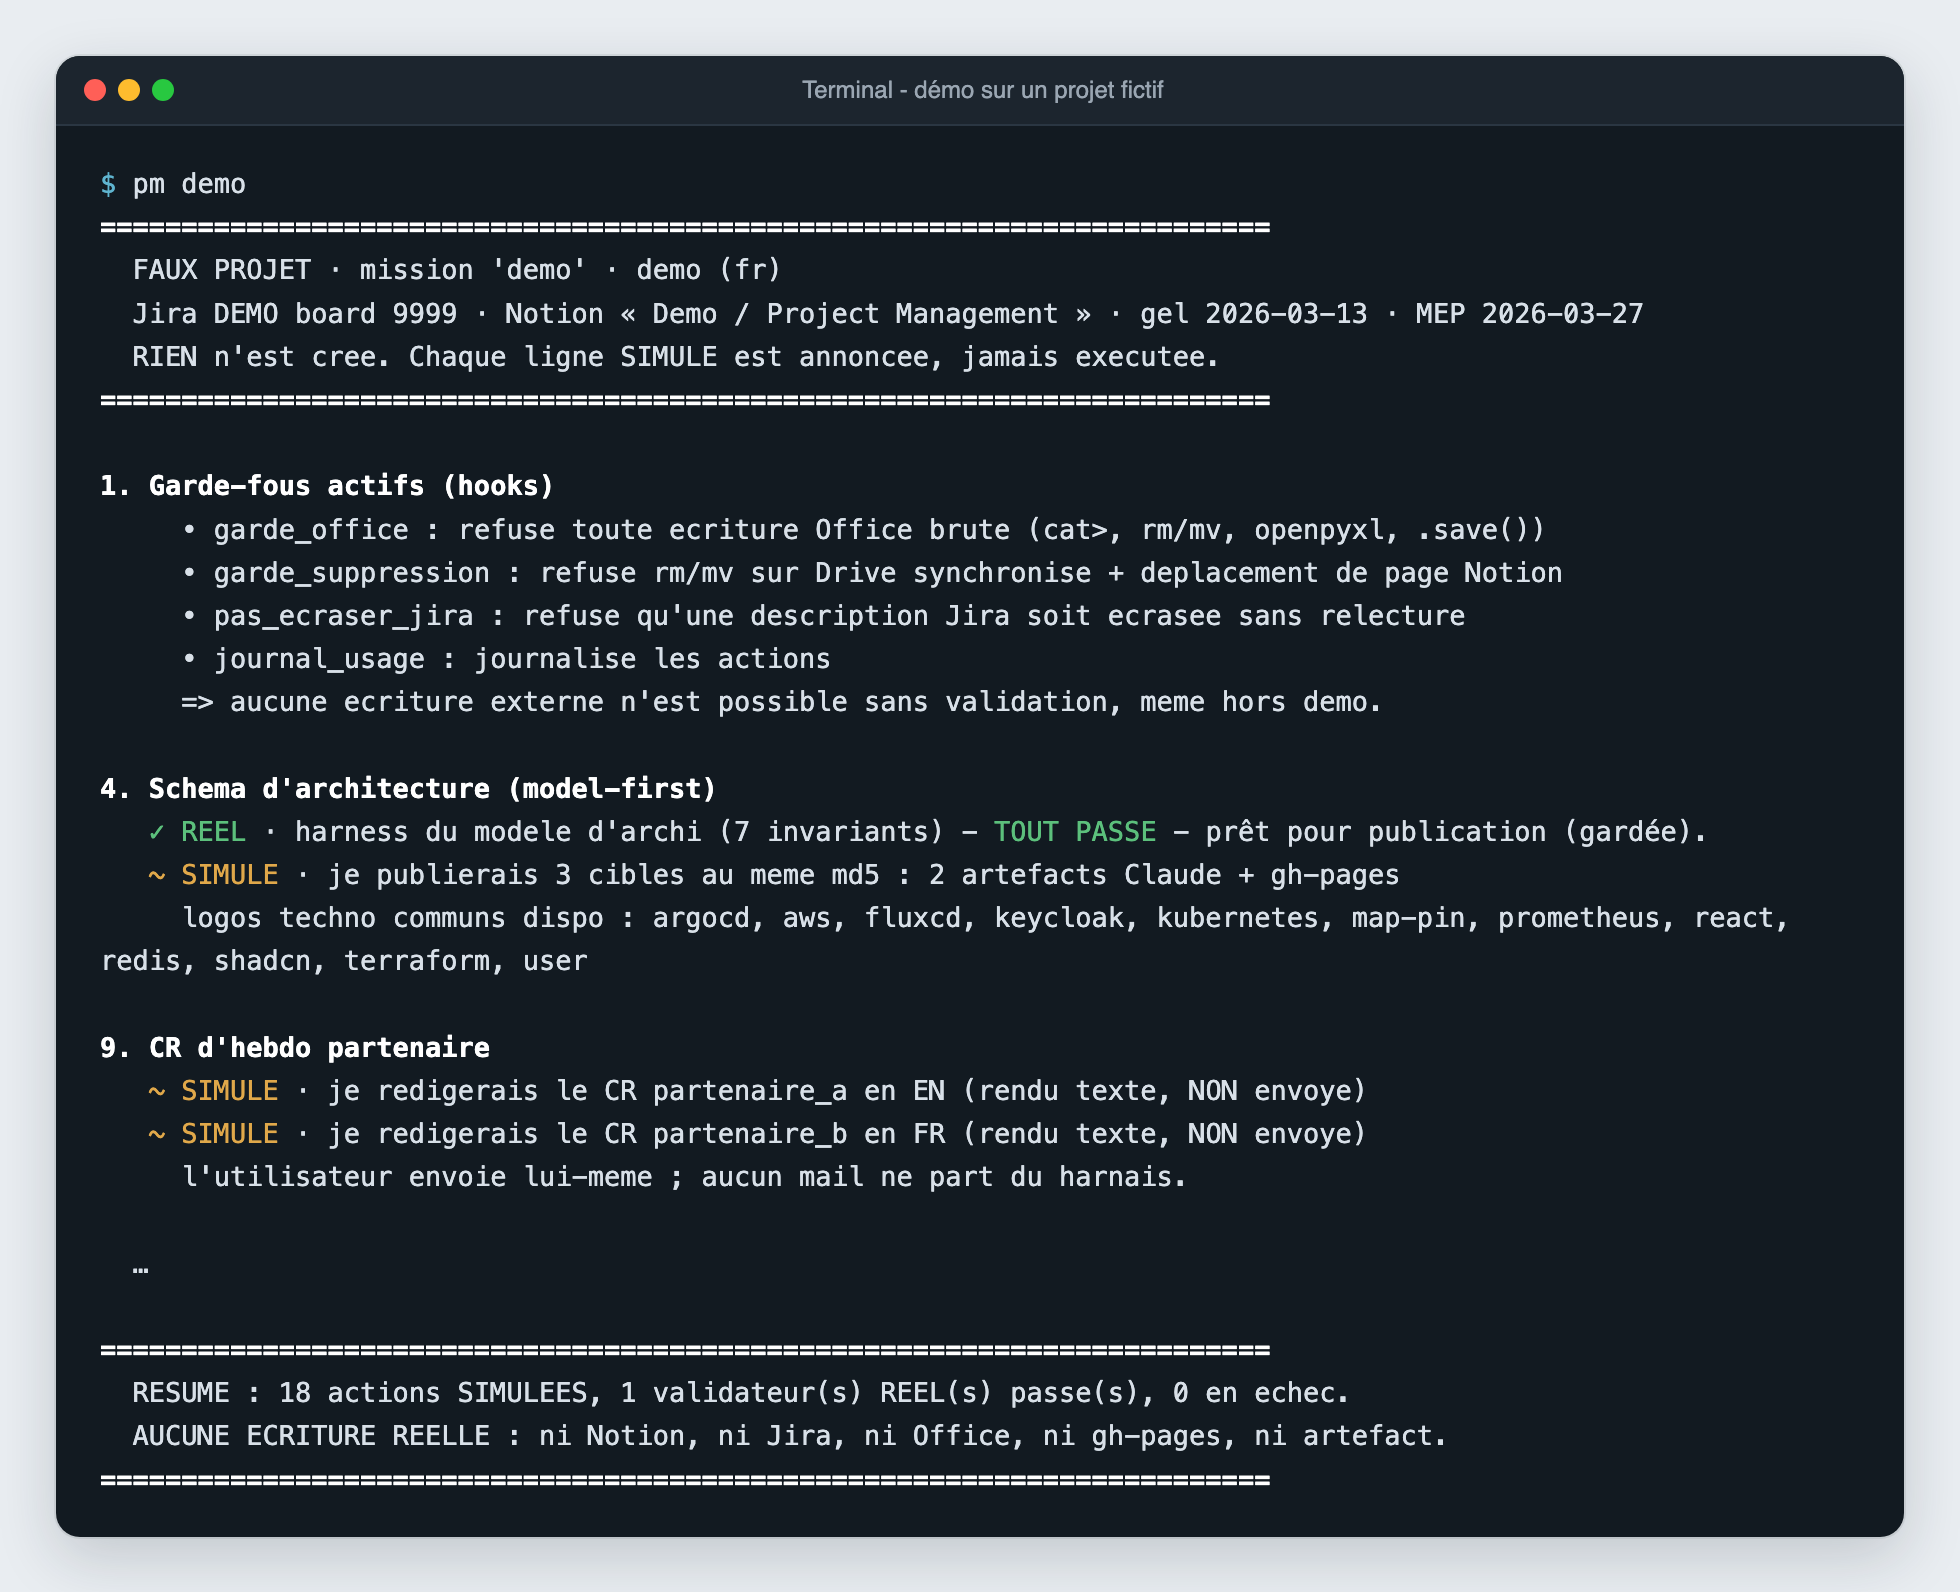 Terminal - démo sur un projet fictif
$ pm demo
========================================================================
FAUX PROJET · mission 'demo' · demo (fr)
Jira DEMO board 9999 · Notion « Demo / Project Management » · gel 2026-03-13 · MEP 2026-03-27
RIEN n'est cree. Chaque ligne SIMULE est annoncee, jamais executee.
========================================================================
1. Garde-fous actifs (hooks)
• garde_office : refuse toute ecriture Office brute (cat>, rm/mv, openpyxl, .save())
• garde_suppression : refuse rm/mv sur Drive synchronise + deplacement de page Notion
• pas_ecraser_jira : refuse qu'une description Jira soit ecrasee sans relecture
• journal_usage : journalise les actions
=> aucune ecriture externe n'est possible sans validation, meme hors demo.
4. Schema d'architecture (model-first)
✓ REEL · harness du modele d'archi (7 invariants) — TOUT PASSE — prêt pour publication (gardée).
~ SIMULE · je publierais 3 cibles au meme md5 : 2 artefacts Claude + gh-pages
logos techno communs dispo : argocd, aws, fluxcd, keycloak, kubernetes, map-pin, prometheus, react,
redis, shadcn, terraform, user
9. CR d'hebdo partenaire
~ SIMULE · je redigerais le CR partenaire_a en EN (rendu texte, NON envoye)
~ SIMULE · je redigerais le CR partenaire_b en FR (rendu texte, NON envoye)
l'utilisateur envoie lui-meme ; aucun mail ne part du harnais.
…
========================================================================
RESUME : 18 actions SIMULEES, 1 validateur(s) REEL(s) passe(s), 0 en echec.
AUCUNE ECRITURE REELLE : ni Notion, ni Jira, ni Office, ni gh-pages, ni artefact.
========================================================================